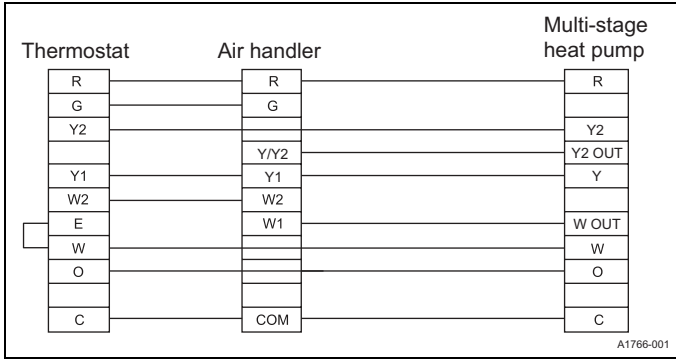 Multi-stage
Thermostat Air handler heat pump
R R R
G G
Y2 Y2
Y/Y2 Y2 OUT
Y1 Y1 Y
W2 W2
E W1 W OUT
W W
O O
C COM C
A1766-001